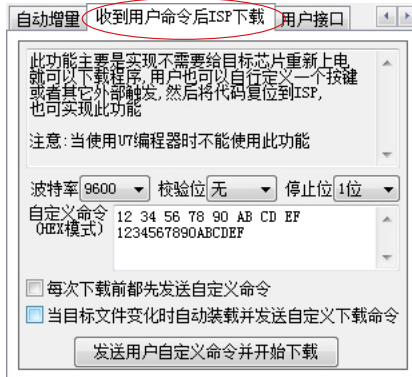 自动增量 收到用户命令后ISP下载 用户接口
此功能主要是实现不需要给目标芯片重新上电
就可以下载程序,用户也可以自行定义一个按键
或者其它外部触发,然后将代码复位到ISP,
也可实现此功能
注意:当使用U7编程器时不能使用此功能
波特率 9600 校验位 无 停止位 1位
自定义命令 12 34 56 78 90 AB CD EF
(HEX模式) 1234567890ABCDEF
每次下载前都先发送自定义命令
当目标文件变化时自动装载并发送自定义下载命令
发送用户自定义命令并开始下载